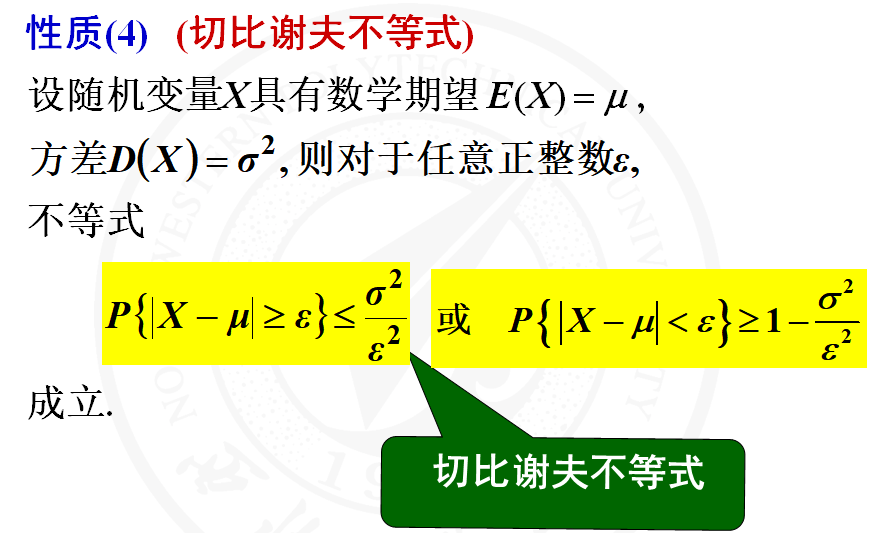 性质(4) (切比谢夫不等式)
设随机变量X具有数学期望 E(X) = μ,
方差D(X) = σ², 则对于任意正整数ε,
不等式
P{|X − μ| ≥ ε} ≤ σ²/ε² 或 P{|X − μ| < ε} ≥ 1 − σ²/ε²
成立.
切比谢夫不等式